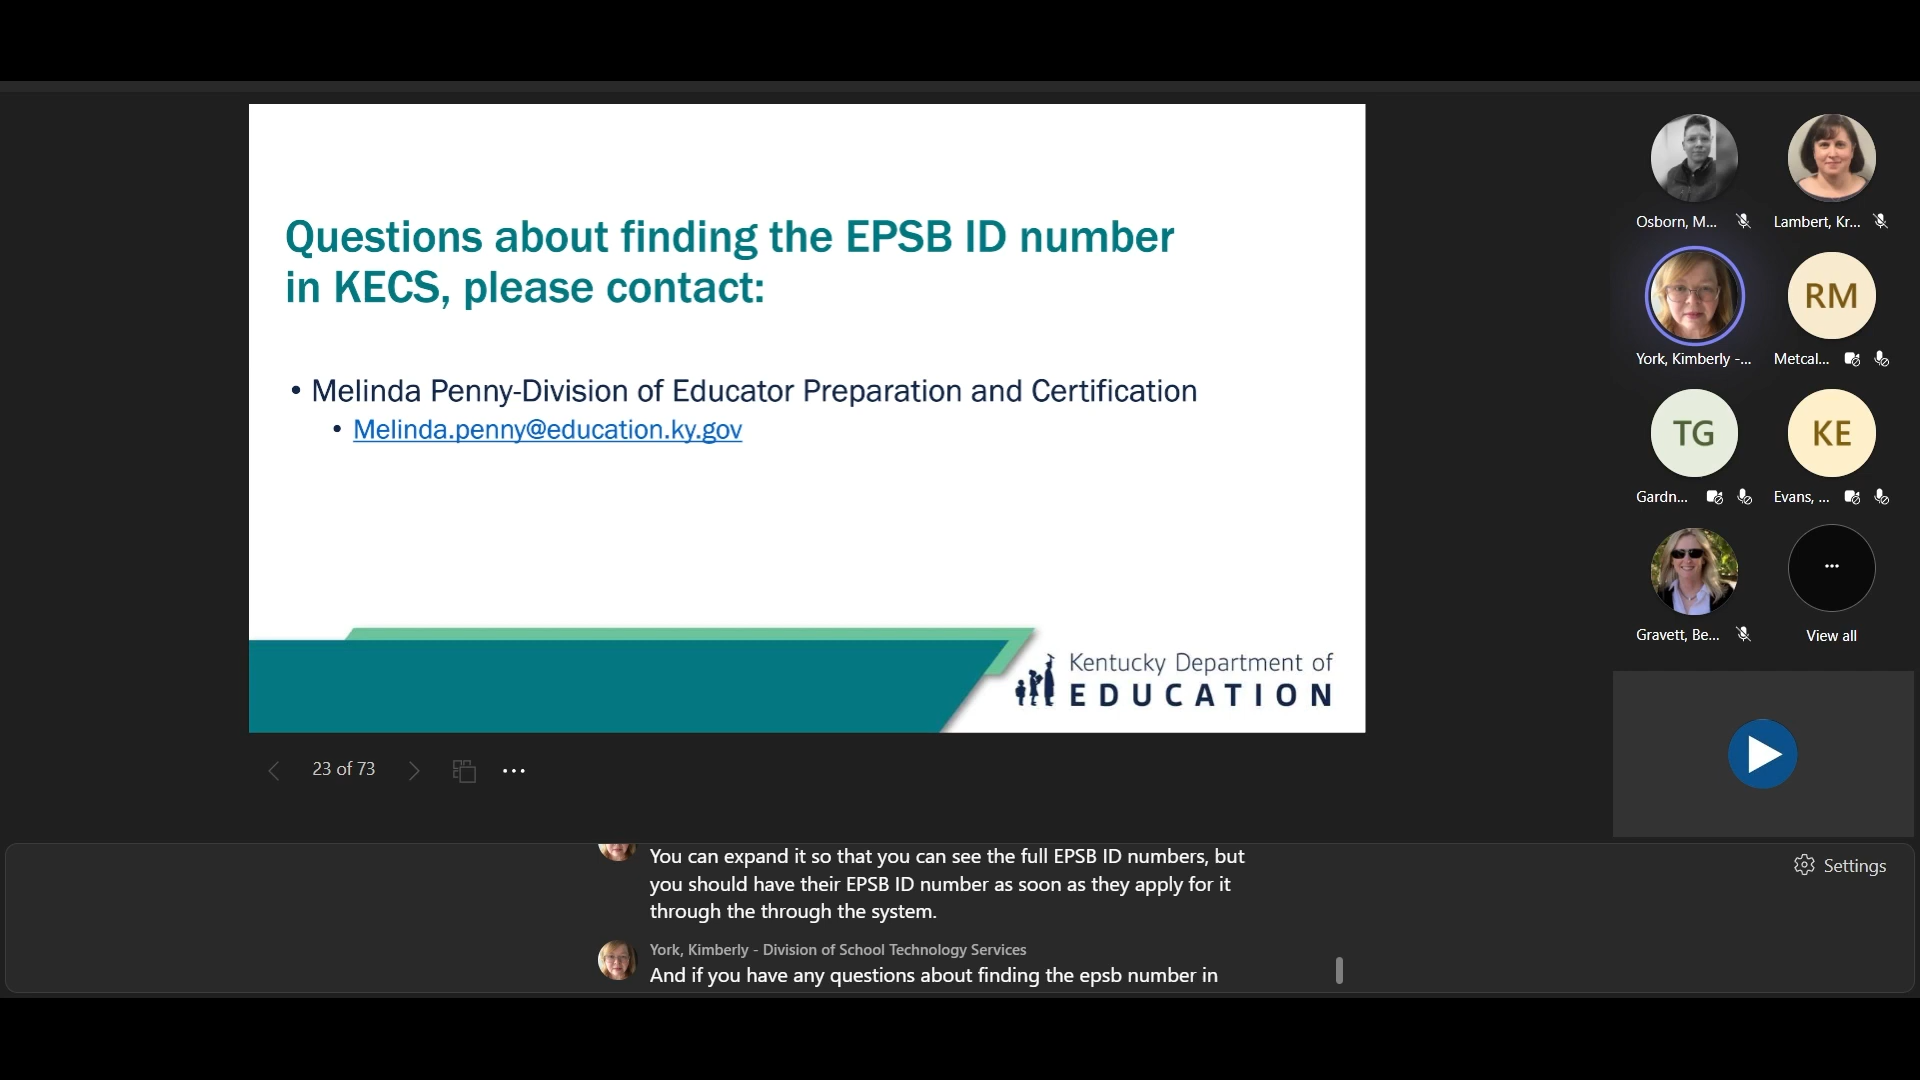 Questions about finding the EPSB ID number
in KECS, please contact:
• Melinda Penny-Division of Educator Preparation and Certification
• Melinda.penny@education.ky.gov
Kentucky Department of
EDUCATION
23 of 73
Osborn, M...
Lambert, Kr...
York, Kimberly -...
RM
Metcal...
TG
Gardn...
KE
Evans, ...
Gravett, Be...
View all
You can expand it so that you can see the full EPSB ID numbers, but
you should have their EPSB ID number as soon as they apply for it
through the through the system.
York, Kimberly - Division of School Technology Services
And if you have any questions about finding the epsb number in
Settings